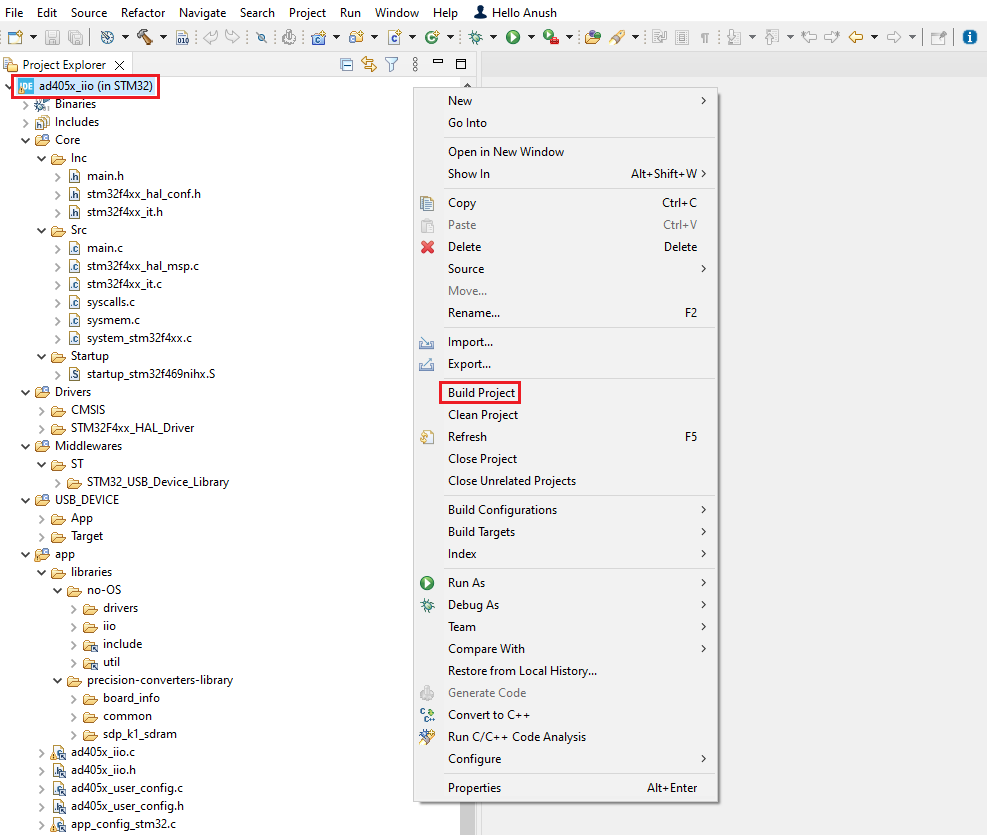 File Edit Source Refactor Navigate Search Project Run Window Help Hello Anush
010
Project Explorer
IDE ad405x_iio (in STM32)
Binaries
Includes
Core
Inc
main.h
stm32f4xx_hal_conf.h
stm32f4xx_it.h
Src
main.c
stm32f4xx_hal_msp.c
stm32f4xx_it.c
syscalls.c
sysmem.c
system_stm32f4xx.c
Startup
startup_stm32f469nihx.S
Drivers
CMSIS
STM32F4xx_HAL_Driver
Middlewares
ST
STM32_USB_Device_Library
USB_DEVICE
App
Target
app
libraries
no-OS
drivers
iio
include
util
precision-converters-library
board_info
common
sdp_k1_sdram
ad405x_iio.c
ad405x_iio.h
ad405x_user_config.c
ad405x_user_config.h
app_config_stm32.c
New
Go Into
Open in New Window
Show In Alt+Shift+W
Copy Ctrl+C
Paste Ctrl+V
Delete Delete
Source
Move...
Rename... F2
Import...
Export...
Build Project
Clean Project
Refresh F5
Close Project
Close Unrelated Projects
Build Configurations
Build Targets
Index
Run As
Debug As
Team
Compare With
Restore from Local History...
Generate Code
Convert to C++
Run C/C++ Code Analysis
Configure
Properties Alt+Enter